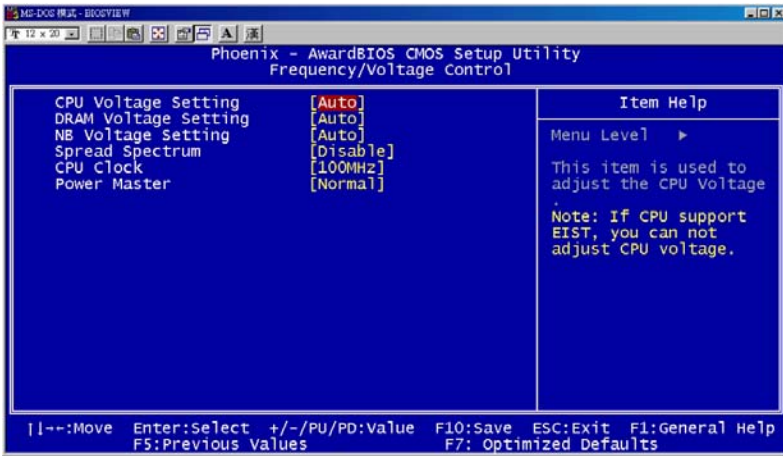 MS-DOS 模式 - BIOSVIEW
Tr 12 x 20 A 漢
Phoenix - AwardBIOS CMOS Setup Utility
Frequency/Voltage Control
CPU Voltage Setting [Auto]
DRAM Voltage Setting [Auto]
NB Voltage Setting [Auto]
Spread Spectrum [Disable]
CPU Clock [100MHz]
Power Master [Normal]
Item Help
Menu Level ▶
This item is used to
adjust the CPU Voltage
.
Note: If CPU support
EIST, you can not
adjust CPU voltage.
↑↓→←:Move Enter:Select +/-/PU/PD:Value F10:Save ESC:Exit F1:General Help
F5:Previous Values F7: Optimized Defaults